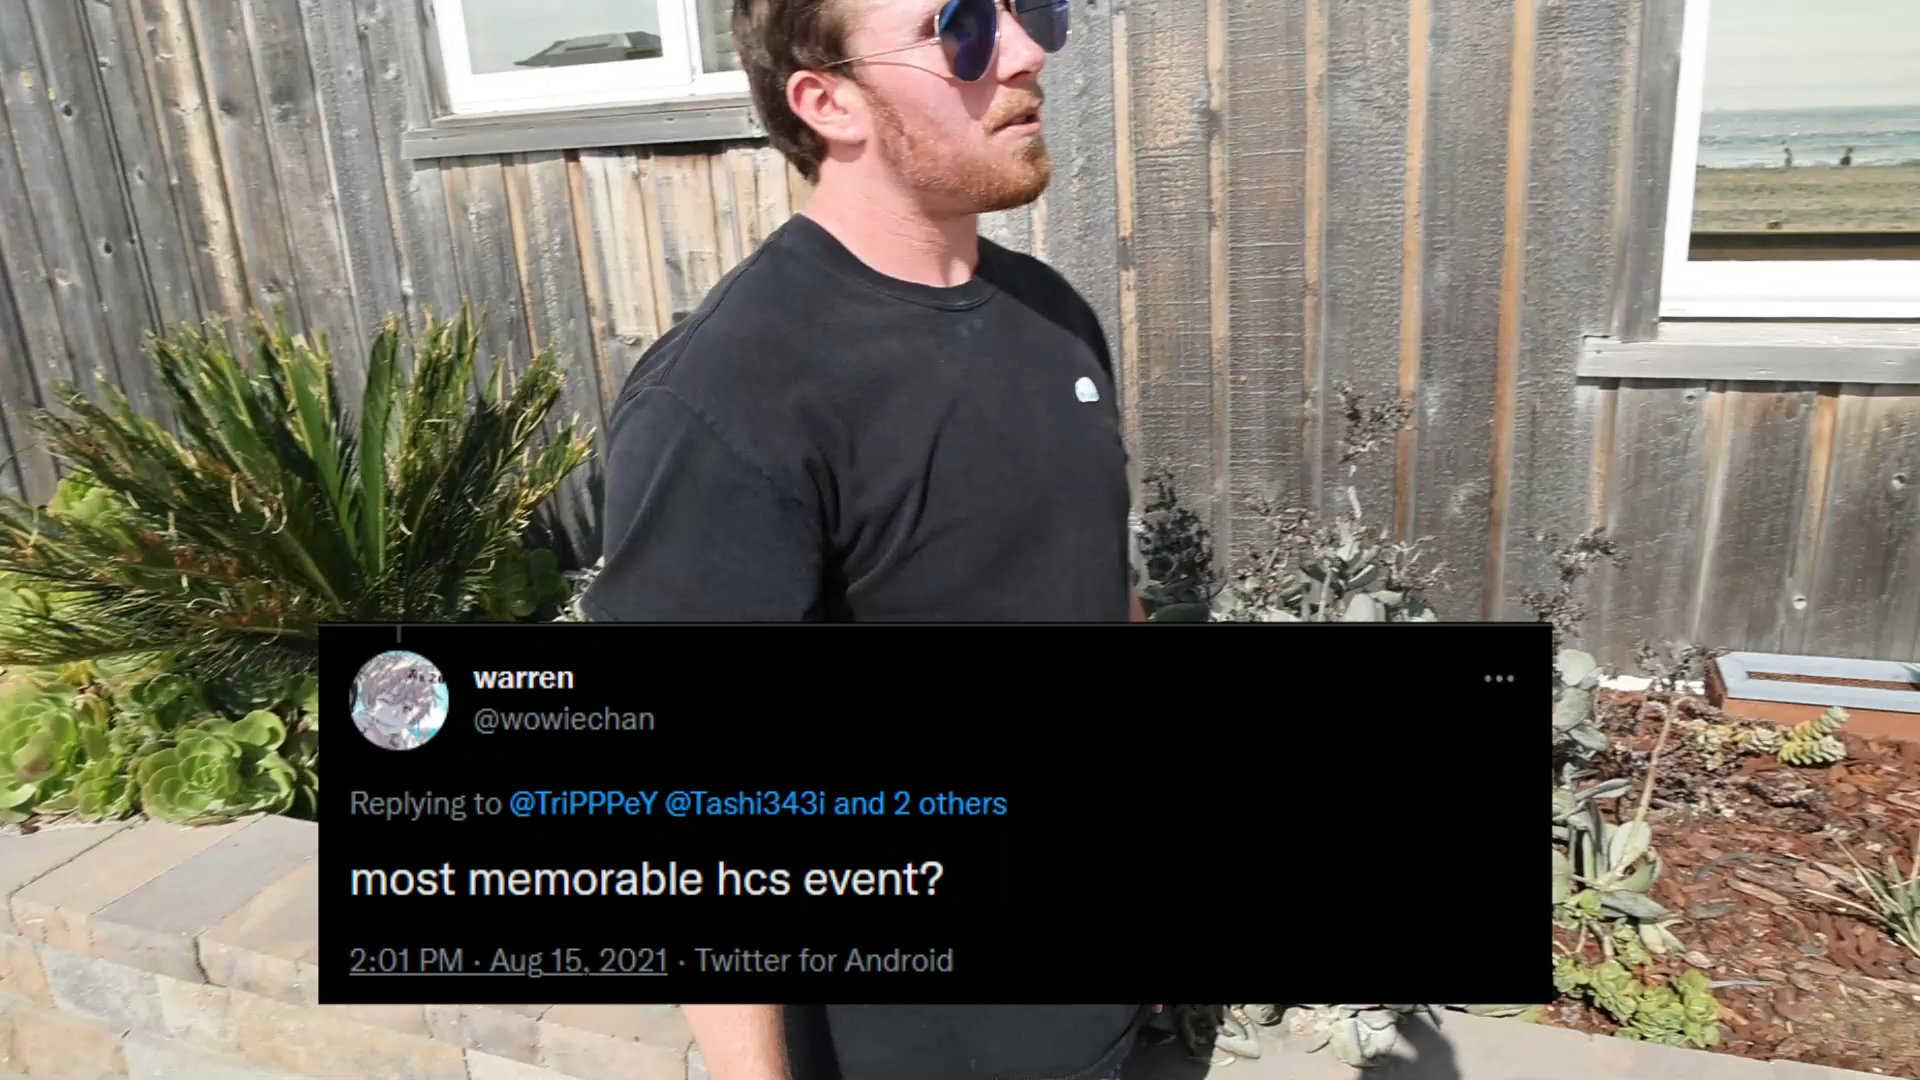 warren
@wowiechan
Replying to @TriPPPeY @Tashi343i and 2 others
most memorable hcs event?
2:01 PM · Aug 15, 2021 · Twitter for Android